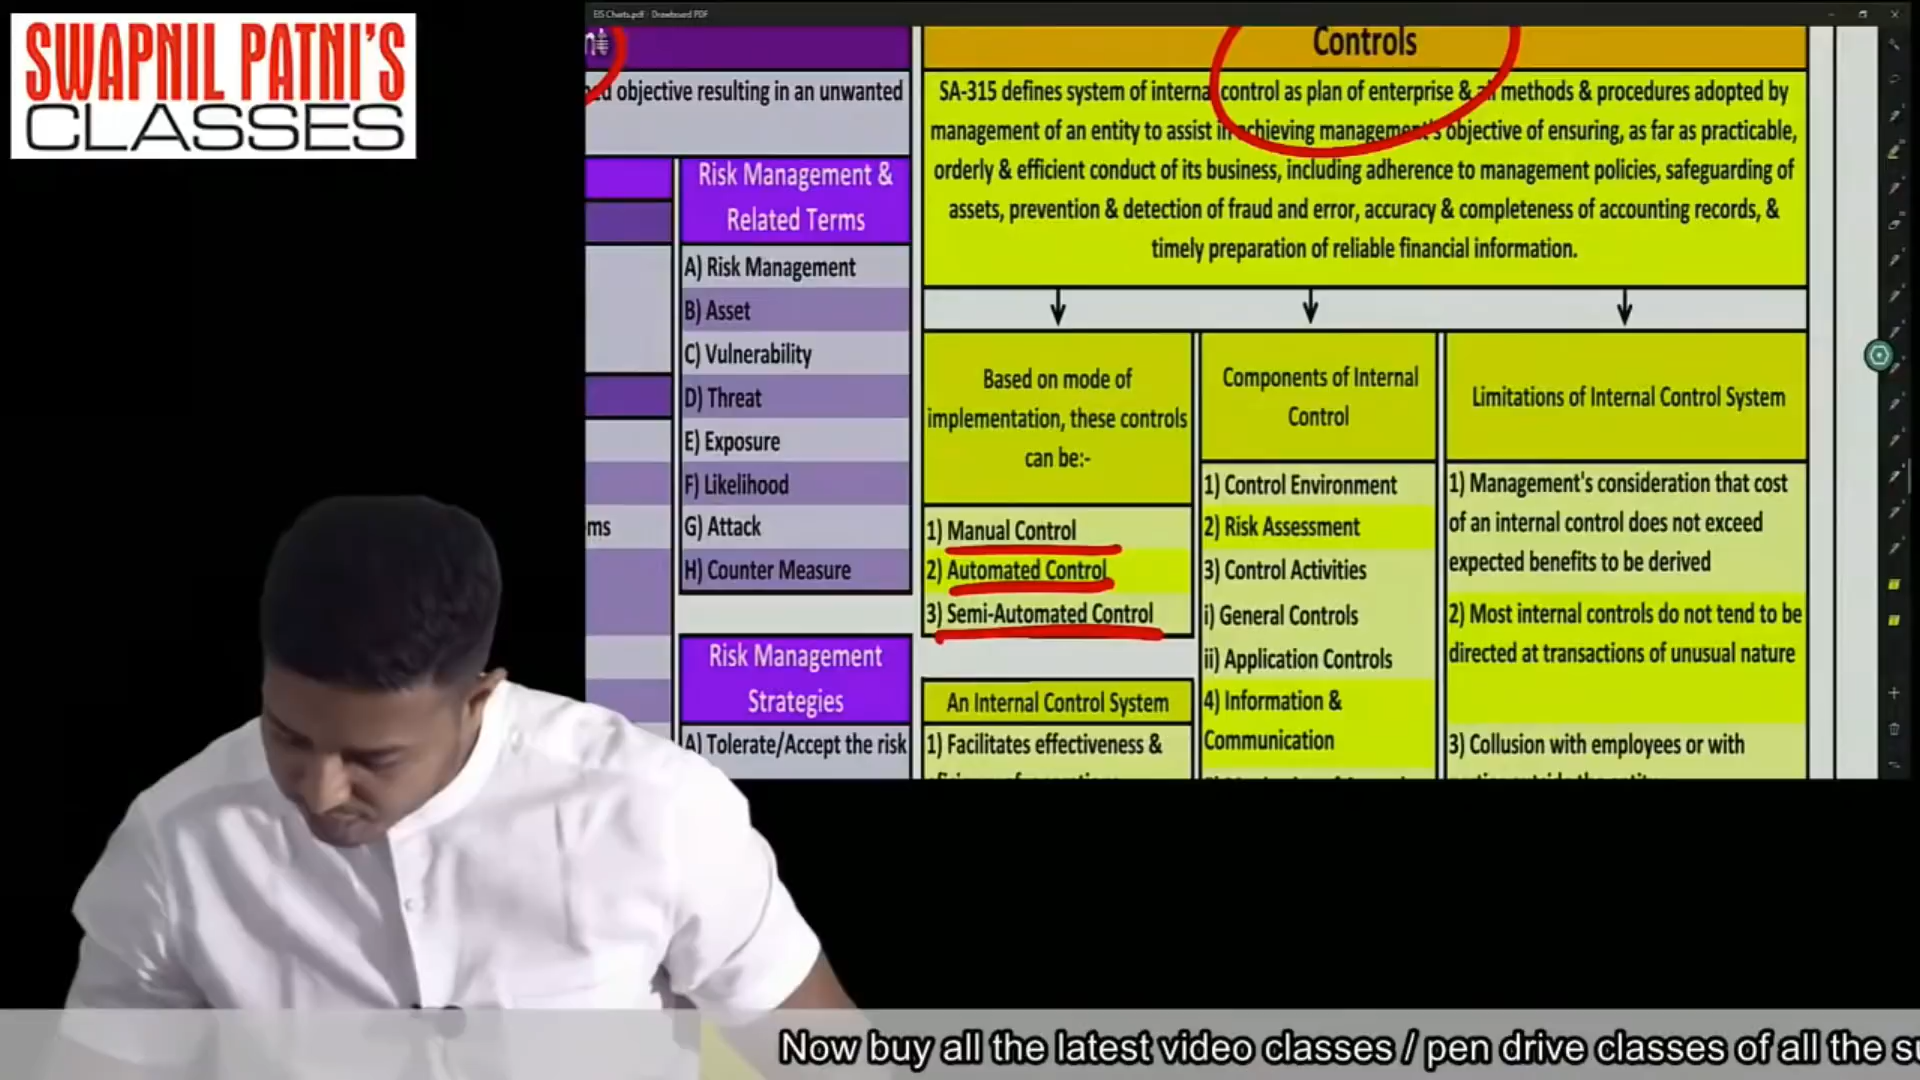 SWAPNIL PATNI'S
CLASSES
EIS Charts.pdf - Drawboard PDF
objective resulting in an unwanted
ms
Risk Management &
Related Terms
A) Risk Management
B) Asset
C) Vulnerability
D) Threat
E) Exposure
F) Likelihood
G) Attack
H) Counter Measure
Risk Management
Strategies
A) Tolerate/Accept the risk
Controls
SA-315 defines system of internal control as plan of enterprise & all methods & procedures adopted by
management of an entity to assist in achieving management's objective of ensuring, as far as practicable,
orderly & efficient conduct of its business, including adherence to management policies, safeguarding of
assets, prevention & detection of fraud and error, accuracy & completeness of accounting records, &
timely preparation of reliable financial information.
Based on mode of
implementation, these controls
can be:-
1) Manual Control
2) Automated Control
3) Semi-Automated Control
An Internal Control System
1) Facilitates effectiveness &
Components of Internal
Control
1) Control Environment
2) Risk Assessment
3) Control Activities
i) General Controls
ii) Application Controls
4) Information &
Communication
Limitations of Internal Control System
1) Management's consideration that cost
of an internal control does not exceed
expected benefits to be derived
2) Most internal controls do not tend to be
directed at transactions of unusual nature
3) Collusion with employees or with
Now buy all the latest video classes / pen drive classes of all the su